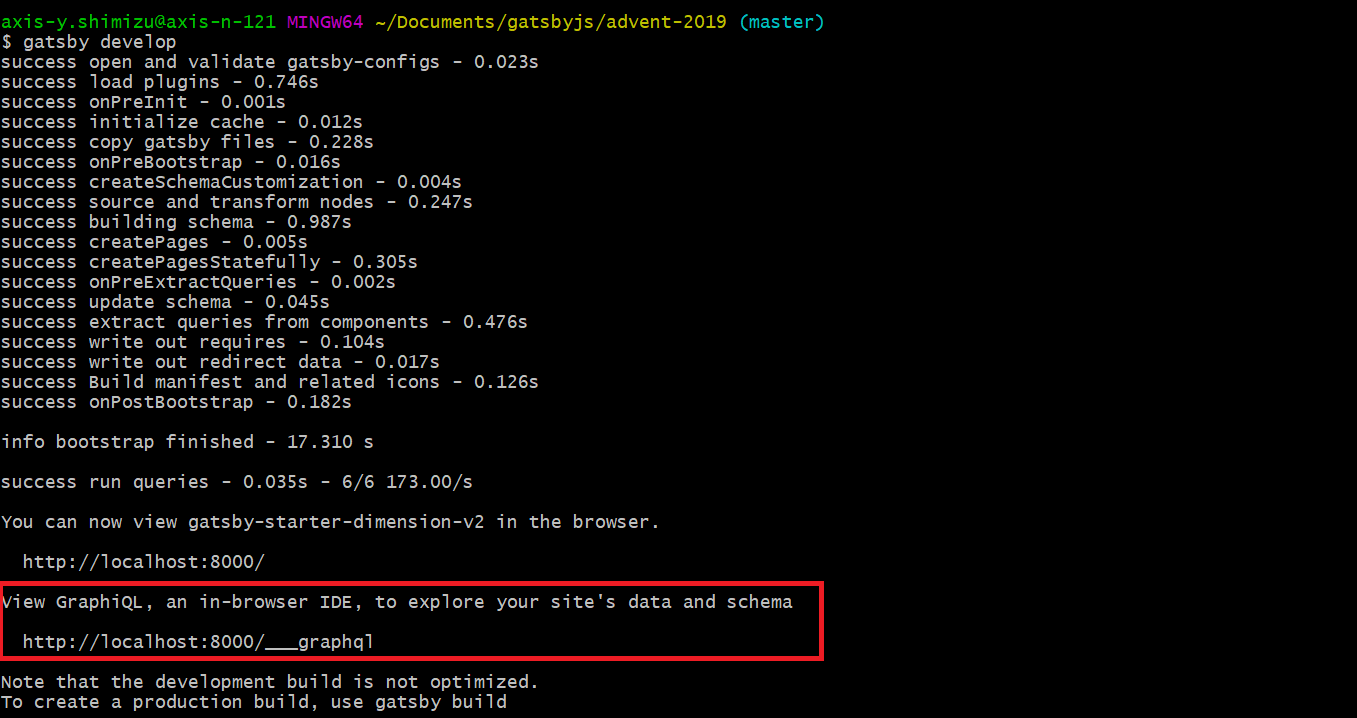 axis-y.shimizu@axis-n-121 MINGW64 ~/Documents/gatsbyjs/advent-2019 (master)
$ gatsby develop
success open and validate gatsby-configs - 0.023s
success load plugins - 0.746s
success onPreInit - 0.001s
success initialize cache - 0.012s
success copy gatsby files - 0.228s
success onPreBootstrap - 0.016s
success createSchemaCustomization - 0.004s
success source and transform nodes - 0.247s
success building schema - 0.987s
success createPages - 0.005s
success createPagesStatefully - 0.305s
success onPreExtractQueries - 0.002s
success update schema - 0.045s
success extract queries from components - 0.476s
success write out requires - 0.104s
success write out redirect data - 0.017s
success Build manifest and related icons - 0.126s
success onPostBootstrap - 0.182s
info bootstrap finished - 17.310 s
success run queries - 0.035s - 6/6 173.00/s
You can now view gatsby-starter-dimension-v2 in the browser.
http://localhost:8000/
View GraphiQL, an in-browser IDE, to explore your site's data and schema
http://localhost:8000/___graphql
Note that the development build is not optimized.
To create a production build, use gatsby build